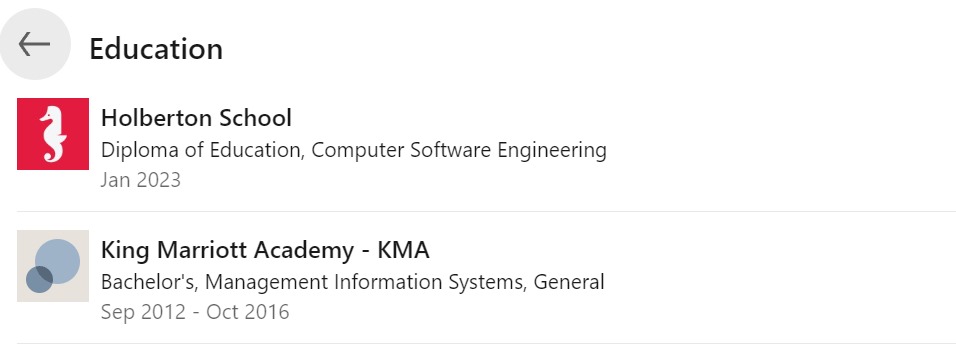 Education
Holberton School
Diploma of Education, Computer Software Engineering
Jan 2023
King Marriott Academy - KMA
Bachelor's, Management Information Systems, General
Sep 2012 - Oct 2016